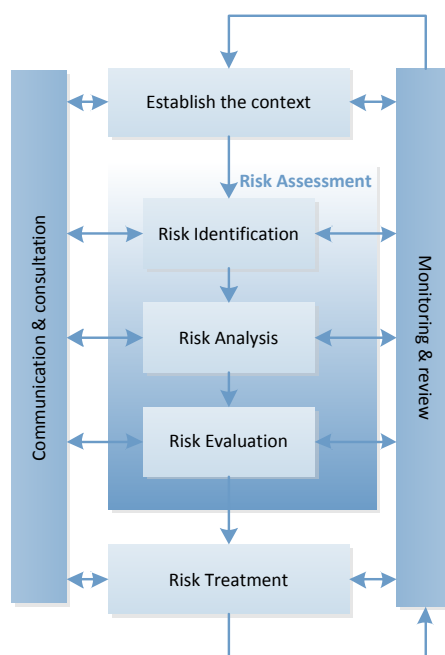 Establish the context
Risk Assessment
Risk Identification
Risk Analysis
Risk Evaluation
Risk Treatment
Communication & consultation
Monitoring & review